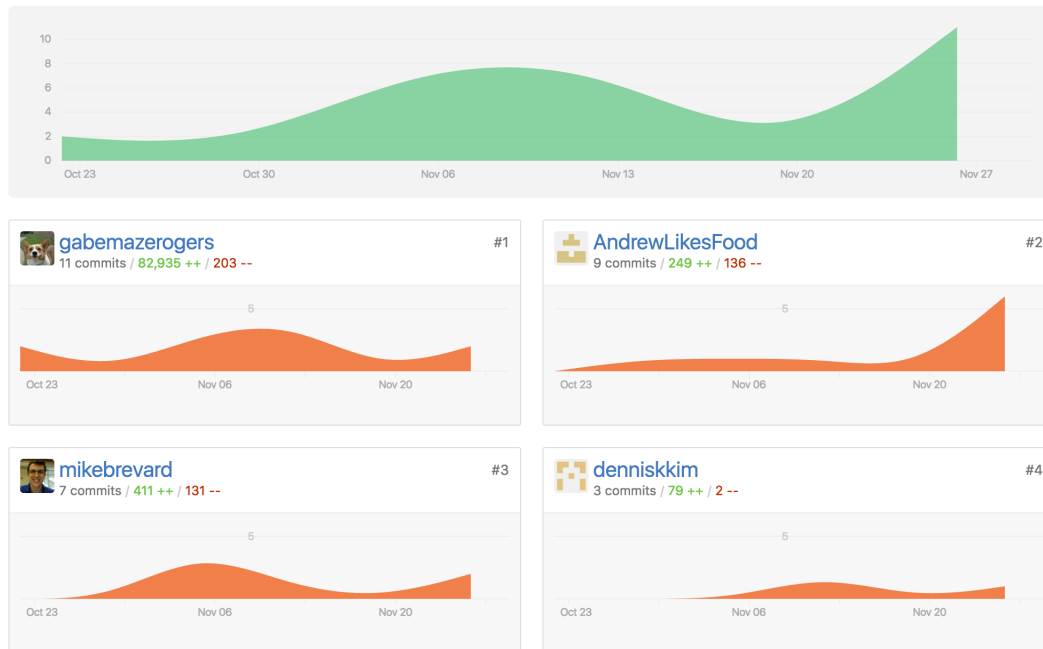 10
8
6
4
2
0
Oct 23 Oct 30 Nov 06 Nov 13 Nov 20 Nov 27
gabemazerogers #1
11 commits / 82,935 ++ / 203 --
5
Oct 23 Nov 06 Nov 20
AndrewLikesFood #2
9 commits / 249 ++ / 136 --
5
Oct 23 Nov 06 Nov 20
mikebrevard #3
7 commits / 411 ++ / 131 --
5
Oct 23 Nov 06 Nov 20
denniskkim #4
3 commits / 79 ++ / 2 --
5
Oct 23 Nov 06 Nov 20